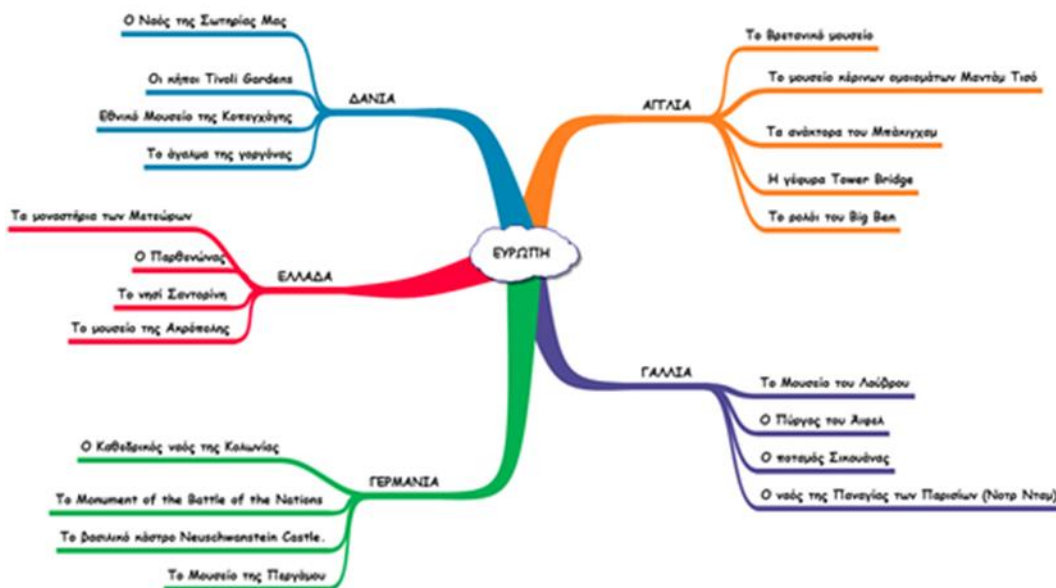 ΕΥΡΩΠΗ
ΔΑΝΙΑ
Ο Ναός της Σωτηρίας Μας
Οι κήποι Tivoli Gardens
Εθνικό Μουσείο της Κοπεγχάγης
Το άγαλμα της γοργόνας
ΑΓΓΛΙΑ
Το Βρετανικό μουσείο
Το μουσείο κέρινων ομοιωμάτων Μαντάμ Τισό
Τα ανάκτορα του Μπάκιγχαμ
Η γέφυρα Tower Bridge
Το ρολόι του Big Ben
ΕΛΛΑΔΑ
Τα μοναστήρια των Μετεώρων
Ο Παρθενώνας
Το νησί Σαντορίνη
Το μουσείο της Ακρόπολης
ΓΑΛΛΙΑ
Το Μουσείο του Λούβρου
Ο Πύργος του Άιφελ
Ο ποταμός Σικουάνας
Ο ναός της Παναγίας των Παρισίων (Νοτρ Νταμ)
ΓΕΡΜΑΝΙΑ
Ο Καθεδρικός ναός της Κολωνίας
Το Monument of the Battle of the Nations
Το βασιλικό κάστρο Neuschwanstein Castle.
Το Μουσείο της Περγάμου